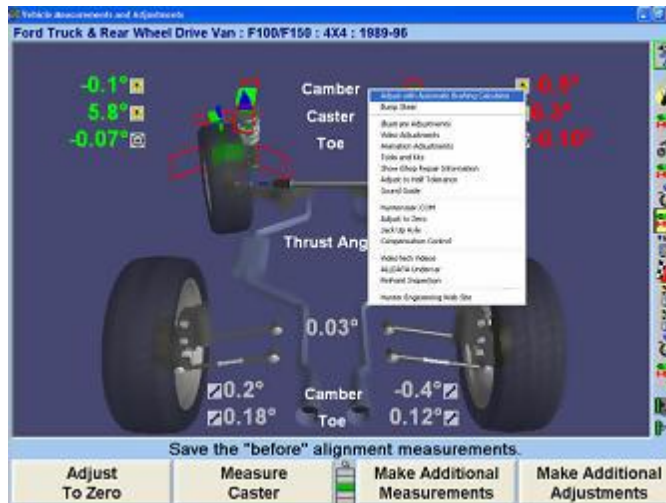 Vehicle Measurements and Adjustments
Ford Truck & Rear Wheel Drive Van : F100/F150 : 4X4 : 1989-96
-0.1°
Camber
5.8°
Caster
-0.07°
Toe
Adjust with Automatic Bushing Calculator
Bump Steer
Illustrate Adjustments
Video Adjustments
Animation Adjustments
Tools and Kits
Show Shop Repair Information
Adjust to Half Tolerance
Sound Guide
Hunteruser.COM
Adjust to Zero
Jack Up Axle
Compensation Control
VideoTech Videos
ALLDATA Undercar
PinPoint Inspection
Hunter Engineering Web Site
Thrust Ang
0.03°
0.2°
Camber
-0.4°
0.18°
Toe
0.12°
Save the "before" alignment measurements.
Adjust
To Zero
Measure
Caster
Make Additional
Measurements
Make Additional
Adjustments